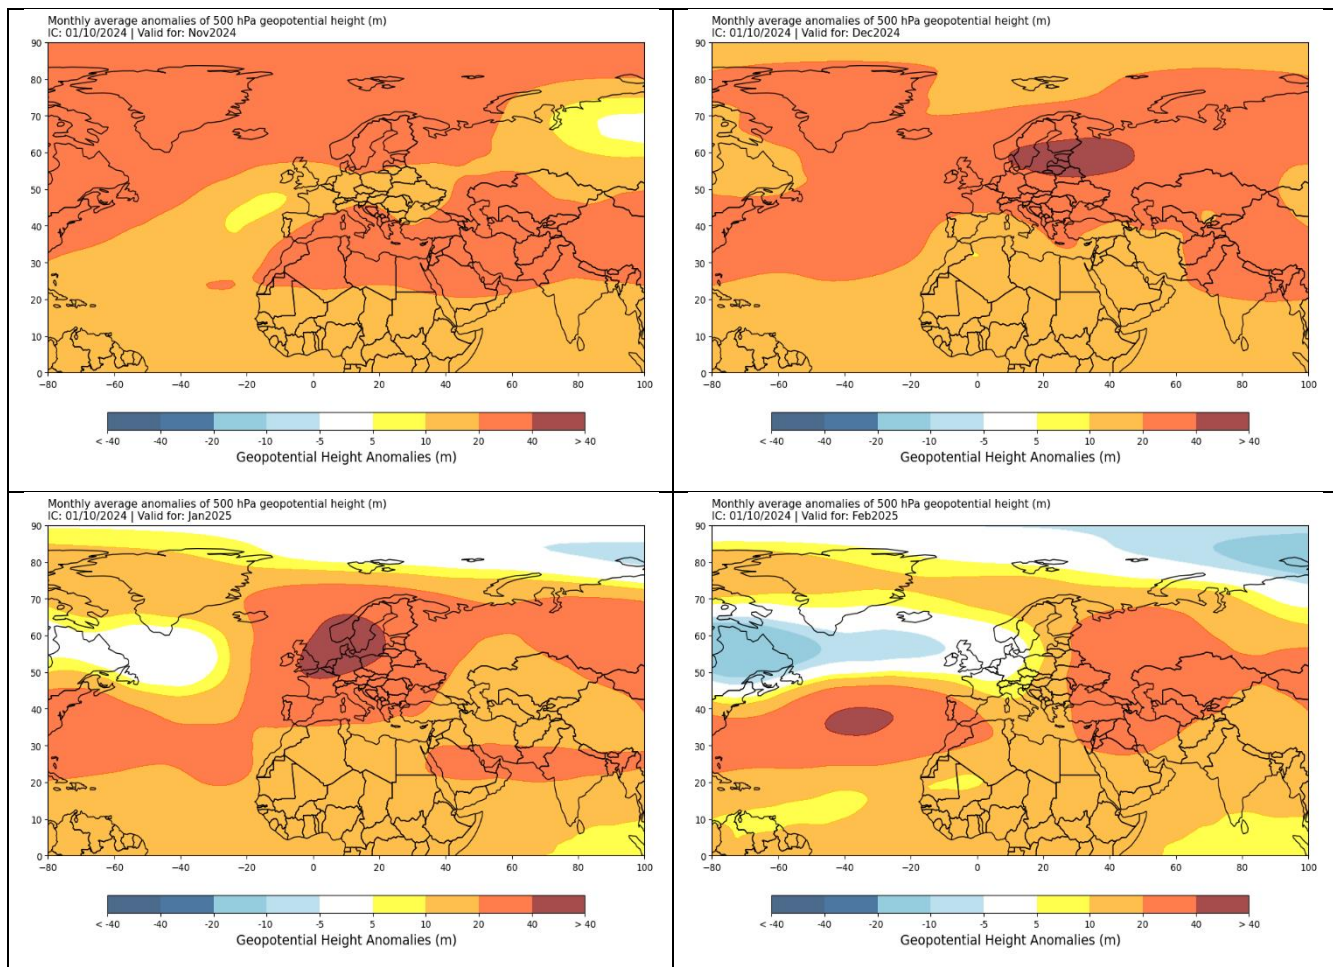 Monthly average anomalies of 500 hPa geopotential height (m)
IC: 01/10/2024 | Valid for: Nov2024
90
80
70
60
50
40
30
20
10
0
−80 −60 −40 −20 0 20 40 60 80 100
< -40 -40 -20 -10 -5 5 10 20 40 > 40
Geopotential Height Anomalies (m)
Monthly average anomalies of 500 hPa geopotential height (m)
IC: 01/10/2024 | Valid for: Dec2024
90
80
70
60
50
40
30
20
10
0
−80 −60 −40 −20 0 20 40 60 80 100
< -40 -40 -20 -10 -5 5 10 20 40 > 40
Geopotential Height Anomalies (m)
Monthly average anomalies of 500 hPa geopotential height (m)
IC: 01/10/2024 | Valid for: Jan2025
90
80
70
60
50
40
30
20
10
0
−80 −60 −40 −20 0 20 40 60 80 100
< -40 -40 -20 -10 -5 5 10 20 40 > 40
Geopotential Height Anomalies (m)
Monthly average anomalies of 500 hPa geopotential height (m)
IC: 01/10/2024 | Valid for: Feb2025
90
80
70
60
50
40
30
20
10
0
−80 −60 −40 −20 0 20 40 60 80 100
< -40 -40 -20 -10 -5 5 10 20 40 > 40
Geopotential Height Anomalies (m)